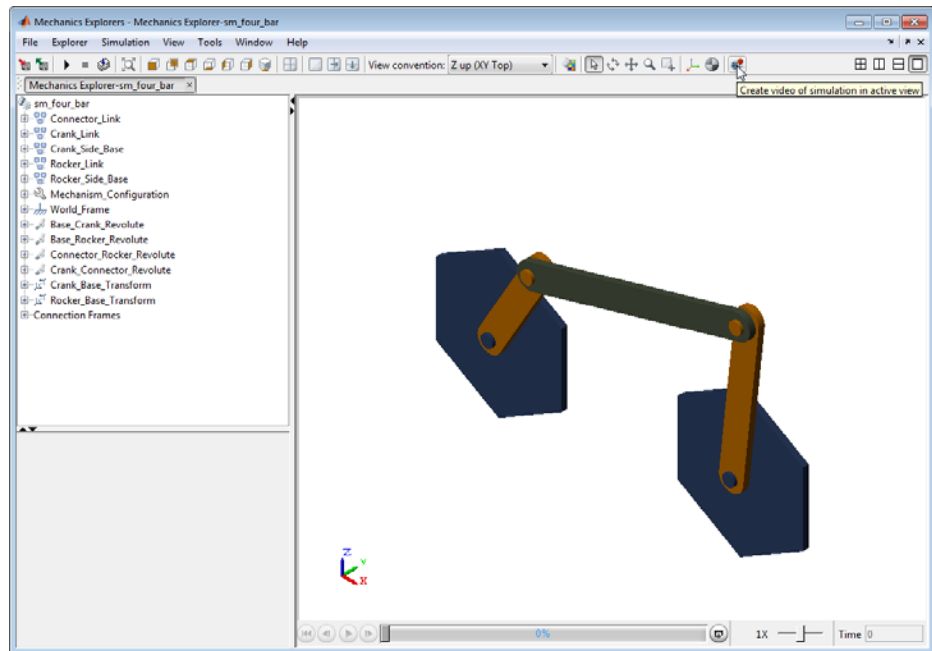 Mechanics Explorers - Mechanics Explorer-sm_four_bar
File Explorer Simulation View Tools Window Help
View convention: Z up (XY Top)
Mechanics Explorer-sm_four_bar
Create video of simulation in active view
sm_four_bar
Connector_Link
Crank_Link
Crank_Side_Base
Rocker_Link
Rocker_Side_Base
Mechanism_Configuration
World_Frame
Base_Crank_Revolute
Base_Rocker_Revolute
Connector_Rocker_Revolute
Crank_Connector_Revolute
Crank_Base_Transform
Rocker_Base_Transform
Connection Frames
Z
Y
X
0%
1X
Time 0